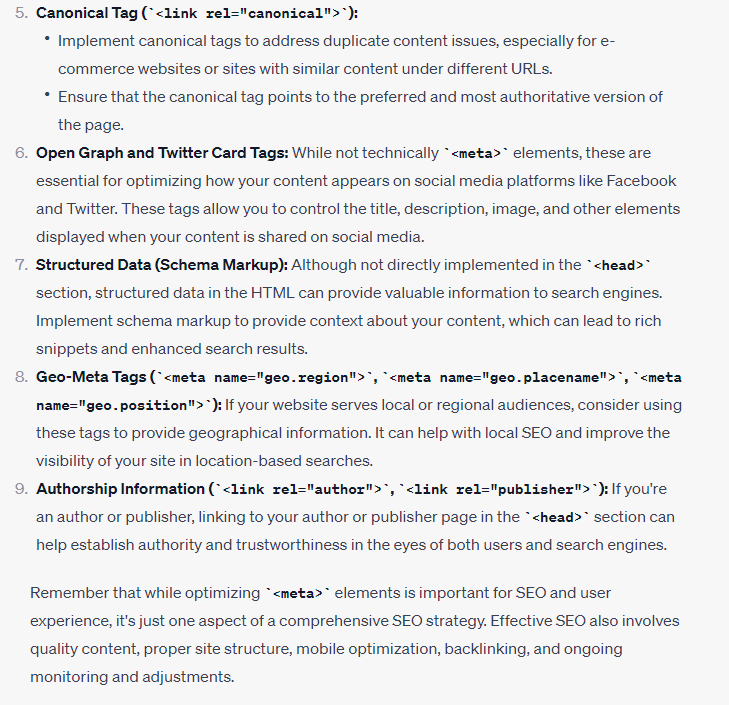 5. Canonical Tag (`<link rel="canonical">`):
• Implement canonical tags to address duplicate content issues, especially for e-
commerce websites or sites with similar content under different URLs.
• Ensure that the canonical tag points to the preferred and most authoritative version of
the page.
6. Open Graph and Twitter Card Tags: While not technically `<meta>` elements, these are
essential for optimizing how your content appears on social media platforms like Facebook
and Twitter. These tags allow you to control the title, description, image, and other elements
displayed when your content is shared on social media.
7. Structured Data (Schema Markup): Although not directly implemented in the `<head>`
section, structured data in the HTML can provide valuable information to search engines.
Implement schema markup to provide context about your content, which can lead to rich
snippets and enhanced search results.
8. Geo-Meta Tags (`<meta name="geo.region">`, `<meta name="geo.placename">`, `<meta
name="geo.position">`): If your website serves local or regional audiences, consider using
these tags to provide geographical information. It can help with local SEO and improve the
visibility of your site in location-based searches.
9. Authorship Information (`<link rel="author">`, `<link rel="publisher">`): If you're
an author or publisher, linking to your author or publisher page in the `<head>` section can
help establish authority and trustworthiness in the eyes of both users and search engines.
Remember that while optimizing `<meta>` elements is important for SEO and user
experience, it's just one aspect of a comprehensive SEO strategy. Effective SEO also involves
quality content, proper site structure, mobile optimization, backlinking, and ongoing
monitoring and adjustments.